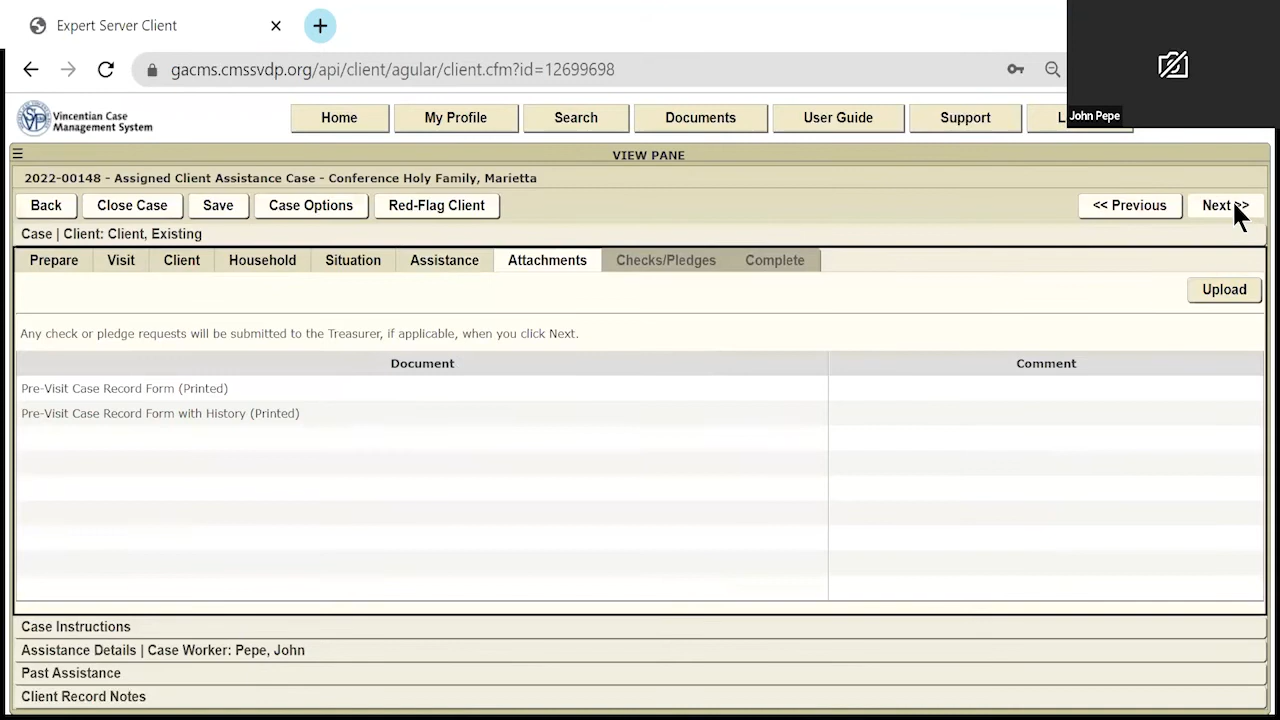 Expert Server Client
gacms.cmssvdp.org/api/client/agular/client.cfm?id=12699698
John Pepe
SVP
Vincentian Case
Management System
Home
My Profile
Search
Documents
User Guide
Support
L
VIEW PANE
2022-00148 - Assigned Client Assistance Case - Conference Holy Family, Marietta
Back
Close Case
Save
Case Options
Red-Flag Client
<< Previous
Next >>
Case | Client: Client, Existing
Prepare
Visit
Client
Household
Situation
Assistance
Attachments
Checks/Pledges
Complete
Upload
Any check or pledge requests will be submitted to the Treasurer, if applicable, when you click Next.
Document
Comment
Pre-Visit Case Record Form (Printed)
Pre-Visit Case Record Form with History (Printed)
Case Instructions
Assistance Details | Case Worker: Pepe, John
Past Assistance
Client Record Notes